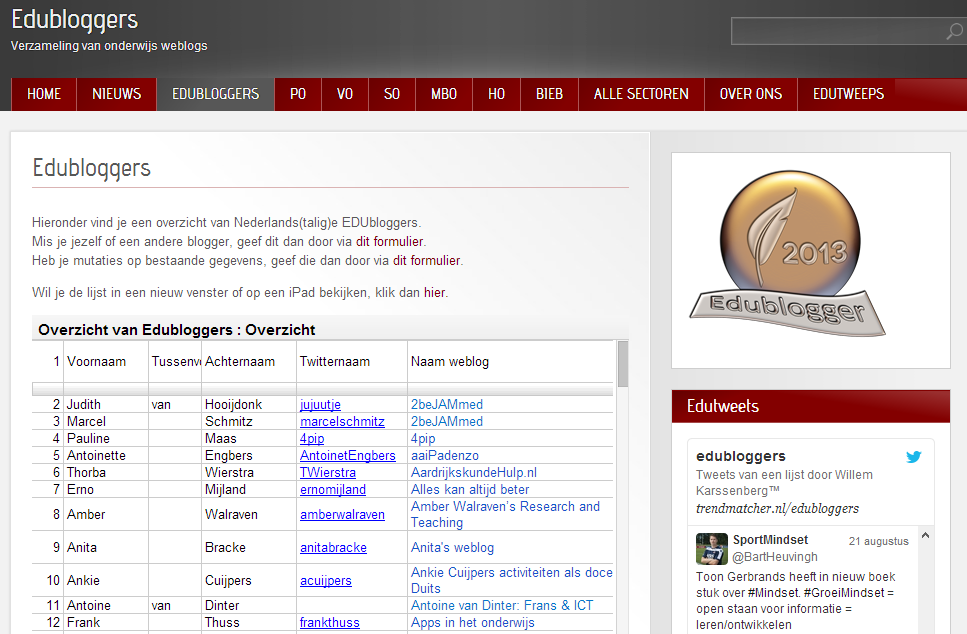 Edubloggers
Verzameling van onderwijs weblogs
HOME NIEUWS EDUBLOGGERS PO VO SO MBO HO BIEB ALLE SECTOREN OVER ONS EDUTWEEPS
Edubloggers
Hieronder vind je een overzicht van Nederlands(talig)e EDUbloggers.
Mis je jezelf of een andere blogger, geef dit dan door via dit formulier.
Heb je mutaties op bestaande gegevens, geef die dan door via dit formulier.
Wil je de lijst in een nieuw venster of op een iPad bekijken, klik dan hier.
Overzicht van Edubloggers : Overzicht
1 Voornaam Tussenvo Achternaam Twitternaam Naam weblog
2 Judith van Hooijdonk jujuutje 2beJAMmed
3 Marcel Schmitz marcelschmitz 2beJAMmed
4 Pauline Maas 4pip 4pip
5 Antoinette Engbers AntoinetEngbers aaiPadenzo
6 Thorba Wierstra TWierstra AardrijkskundeHulp.nl
7 Erno Mijland ernomijland Alles kan altijd beter
8 Amber Walraven amberwalraven Amber Walraven's Research and
Teaching
9 Anita Bracke anitabracke Anita's weblog
10 Ankie Cuijpers acuijpers Ankie Cuijpers activiteiten als doce
Duits
11 Antoine van Dinter Antoine van Dinter: Frans & ICT
12 Frank Thuss frankthuss Apps in het onderwijs
2013
Edublogger
Edutweets
edubloggers
Tweets van een lijst door Willem
Karssenberg™
trendmatcher.nl/edubloggers
SportMindset 21 augustus
@BartHeuvingh
Toon Gerbrands heeft in nieuw boek
stuk over #Mindset. #GroeiMindset =
open staan voor informatie =
leren/ontwikkelen